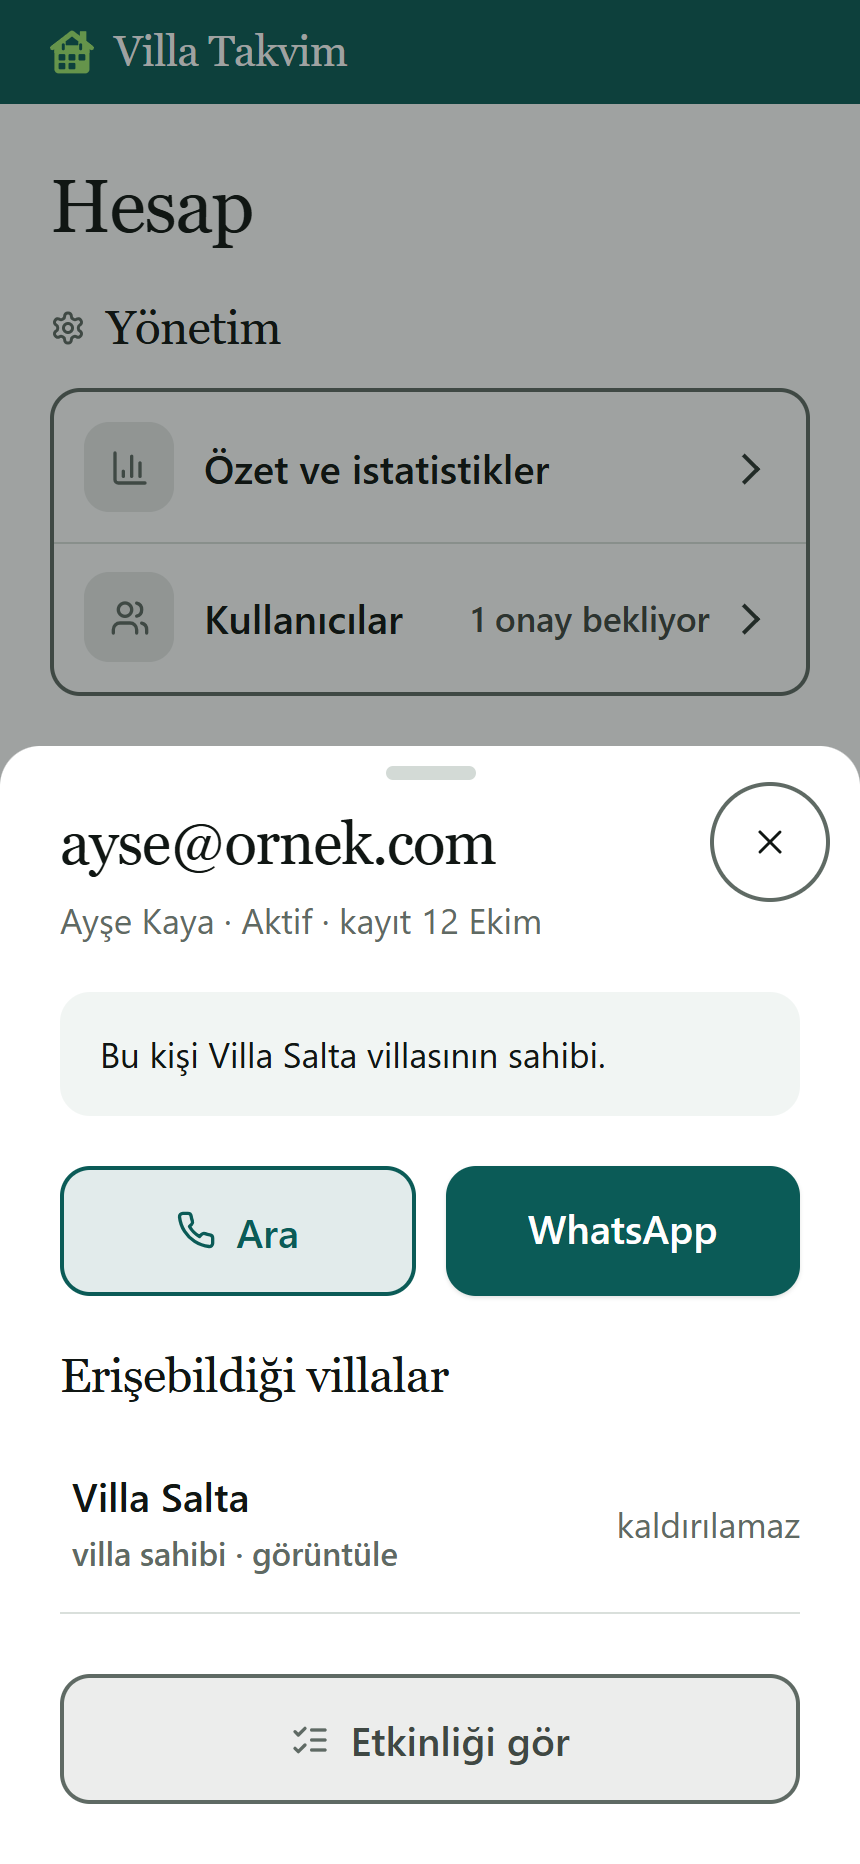 Villa Takvim
Hesap
Yönetim
Özet ve istatistikler
Kullanıcılar 1 onay bekliyor
ayse@ornek.com
Ayşe Kaya · Aktif · kayıt 12 Ekim
Bu kişi Villa Salta villasının sahibi.
Ara WhatsApp
Erişebildiği villalar
Villa Salta
villa sahibi · görüntüle
kaldırılamaz
Etkinliği gör